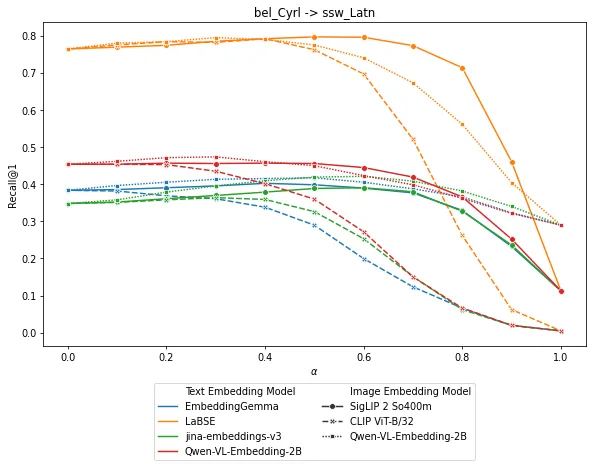 bel_Cyrl -> ssw_Latn
0.8
0.7
0.6
0.5
0.4
0.3
0.2
0.1
0.0
Recall@1
0.0 0.2 0.4 0.6 0.8 1.0
α
Text Embedding Model
EmbeddingGemma
LaBSE
jina-embeddings-v3
Qwen-VL-Embedding-2B
Image Embedding Model
SigLIP 2 So400m
CLIP ViT-B/32
Qwen-VL-Embedding-2B